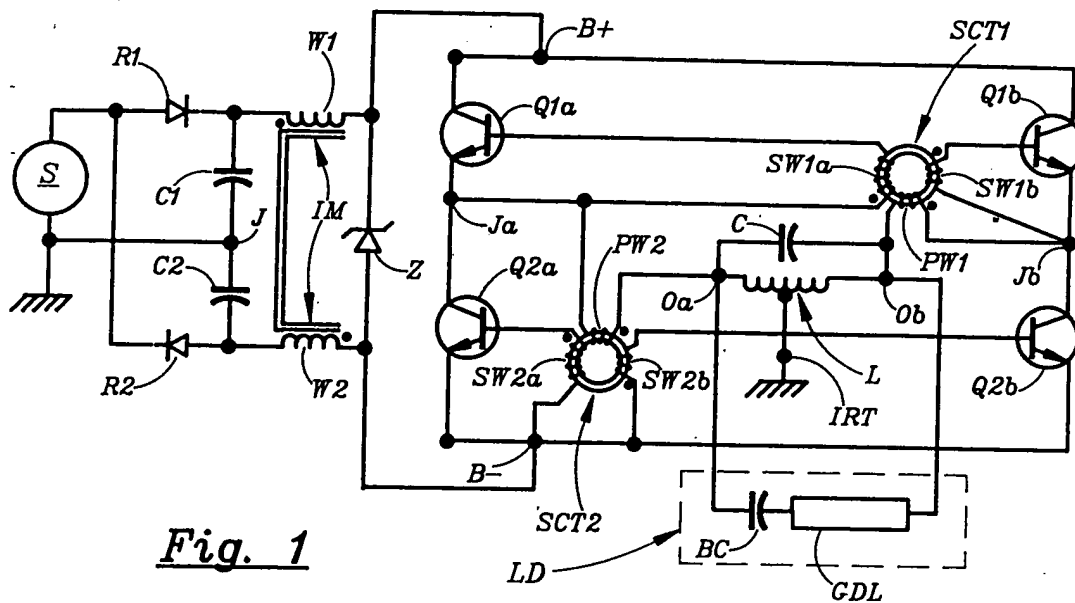 SCT1
B+
W1
R1
Q1a
Q1b
S
SW1a
SW1b
C1
J
IM
C
Ja
PW2
PW1
Jb
C2
Z
Q2a
Oa
Ob
SW2a
SW2b
L
Q2b
R2
W2
IRT
B-
SCT2
BC
LD
GDL
Fig. 1